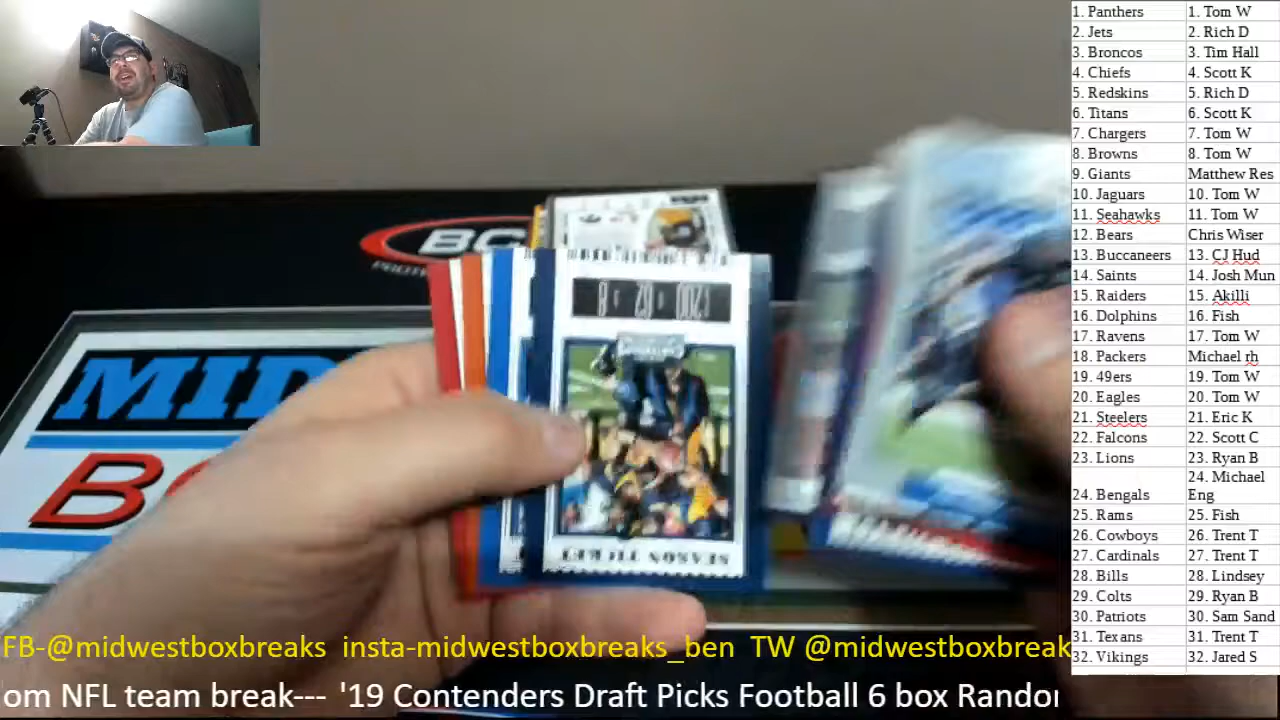 1. Panthers 1. Tom W
2. Jets 2. Rich D
3. Broncos 3. Tim Hall
4. Chiefs 4. Scott K
5. Redskins 5. Rich D
6. Titans 6. Scott K
7. Chargers 7. Tom W
8. Browns 8. Tom W
9. Giants Matthew Res
10. Jaguars 10. Tom W
11. Seahawks 11. Tom W
12. Bears Chris Wiser
13. Buccaneers 13. CJ Hud
14. Saints 14. Josh Mun
15. Raiders 15. Akilli
16. Dolphins 16. Fish
17. Ravens 17. Tom W
18. Packers Michael rh
19. 49ers 19. Tom W
20. Eagles 20. Tom W
21. Steelers 21. Eric K
22. Falcons 22. Scott C
23. Lions 23. Ryan B
24. Michael
24. Bengals Eng
25. Rams 25. Fish
26. Cowboys 26. Trent T
27. Cardinals 27. Trent T
28. Bills 28. Lindsey
29. Colts 29. Ryan B
30. Patriots 30. Sam Sand
31. Texans 31. Trent T
32. Vikings 32. Jared S
BC
MID
BO
SEASON TICKET
FB-@midwestboxbreaks insta-midwestboxbreaks_ben TW @midwestboxbreak
om NFL team break--- '19 Contenders Draft Picks Football 6 box Rando